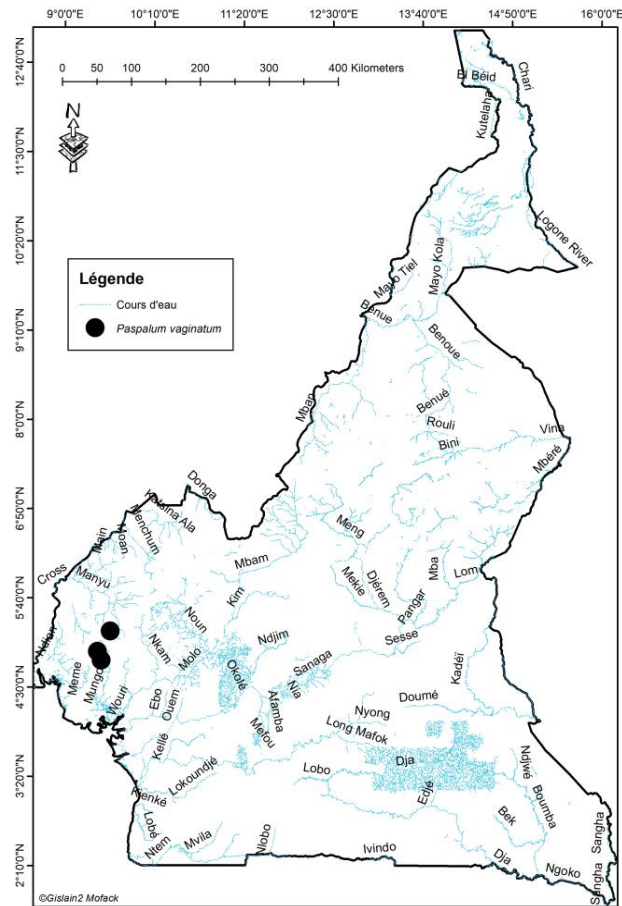 9°0'0"E 10°10'0"E 11°20'0"E 12°30'0"E 13°40'0"E 14°50'0"E 16°0'0"E
12°40'0"N
11°30'0"N
10°20'0"N
9°10'0"N
8°0'0"N
6°50'0"N
5°40'0"N
4°30'0"N
3°20'0"N
2°10'0"N
0 50 100 200 300 400 Kilometers
N
Légende
Cours d'eau
Paspalum vaginatum
El Béid
Chari
Kutelaha
Logone River
Mayo Kola
Mayo Tiel
Benue
Benoue
Mban
Benué
Rouli
Vina
Bini
Mbéré
Donga
Katsina Ala
Menchum
Moan
Main
Meng
Cross
Manyu
Mbam
Mba
Lom
Mekie
Djérem
Kim
Pangar
Noun
Ndian
Ndjim
Sesse
Nkam
Molo
Sanaga
Kadéï
Meme
Mungo
Okolé
Nia
Wouri
Ebo
Ouem
Afamba
Doumé
Nyong
Mefou
Long Mafok
Kellé
Dja
Ndjwé
Lokoundjé
Lobo
Edjé
Kienké
Boumba
Bek
Lobé
Sangha
Ntem
Mvila
Nlobo
Ivindo
Dja
Ngoko
Sangha
©Gislain2 Mofack